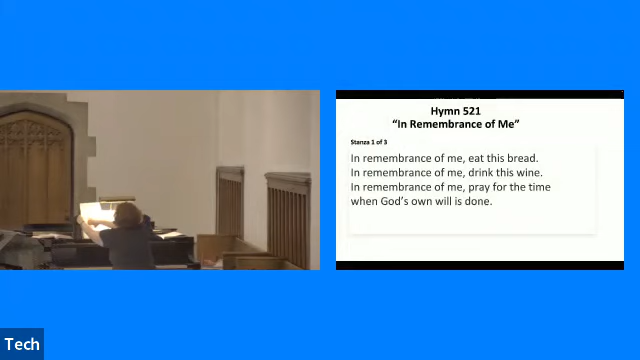 Hymn 521
“In Remembrance of Me”
Stanza 1 of 3
In remembrance of me, eat this bread.
In remembrance of me, drink this wine.
In remembrance of me, pray for the time
when God’s own will is done.
Tech